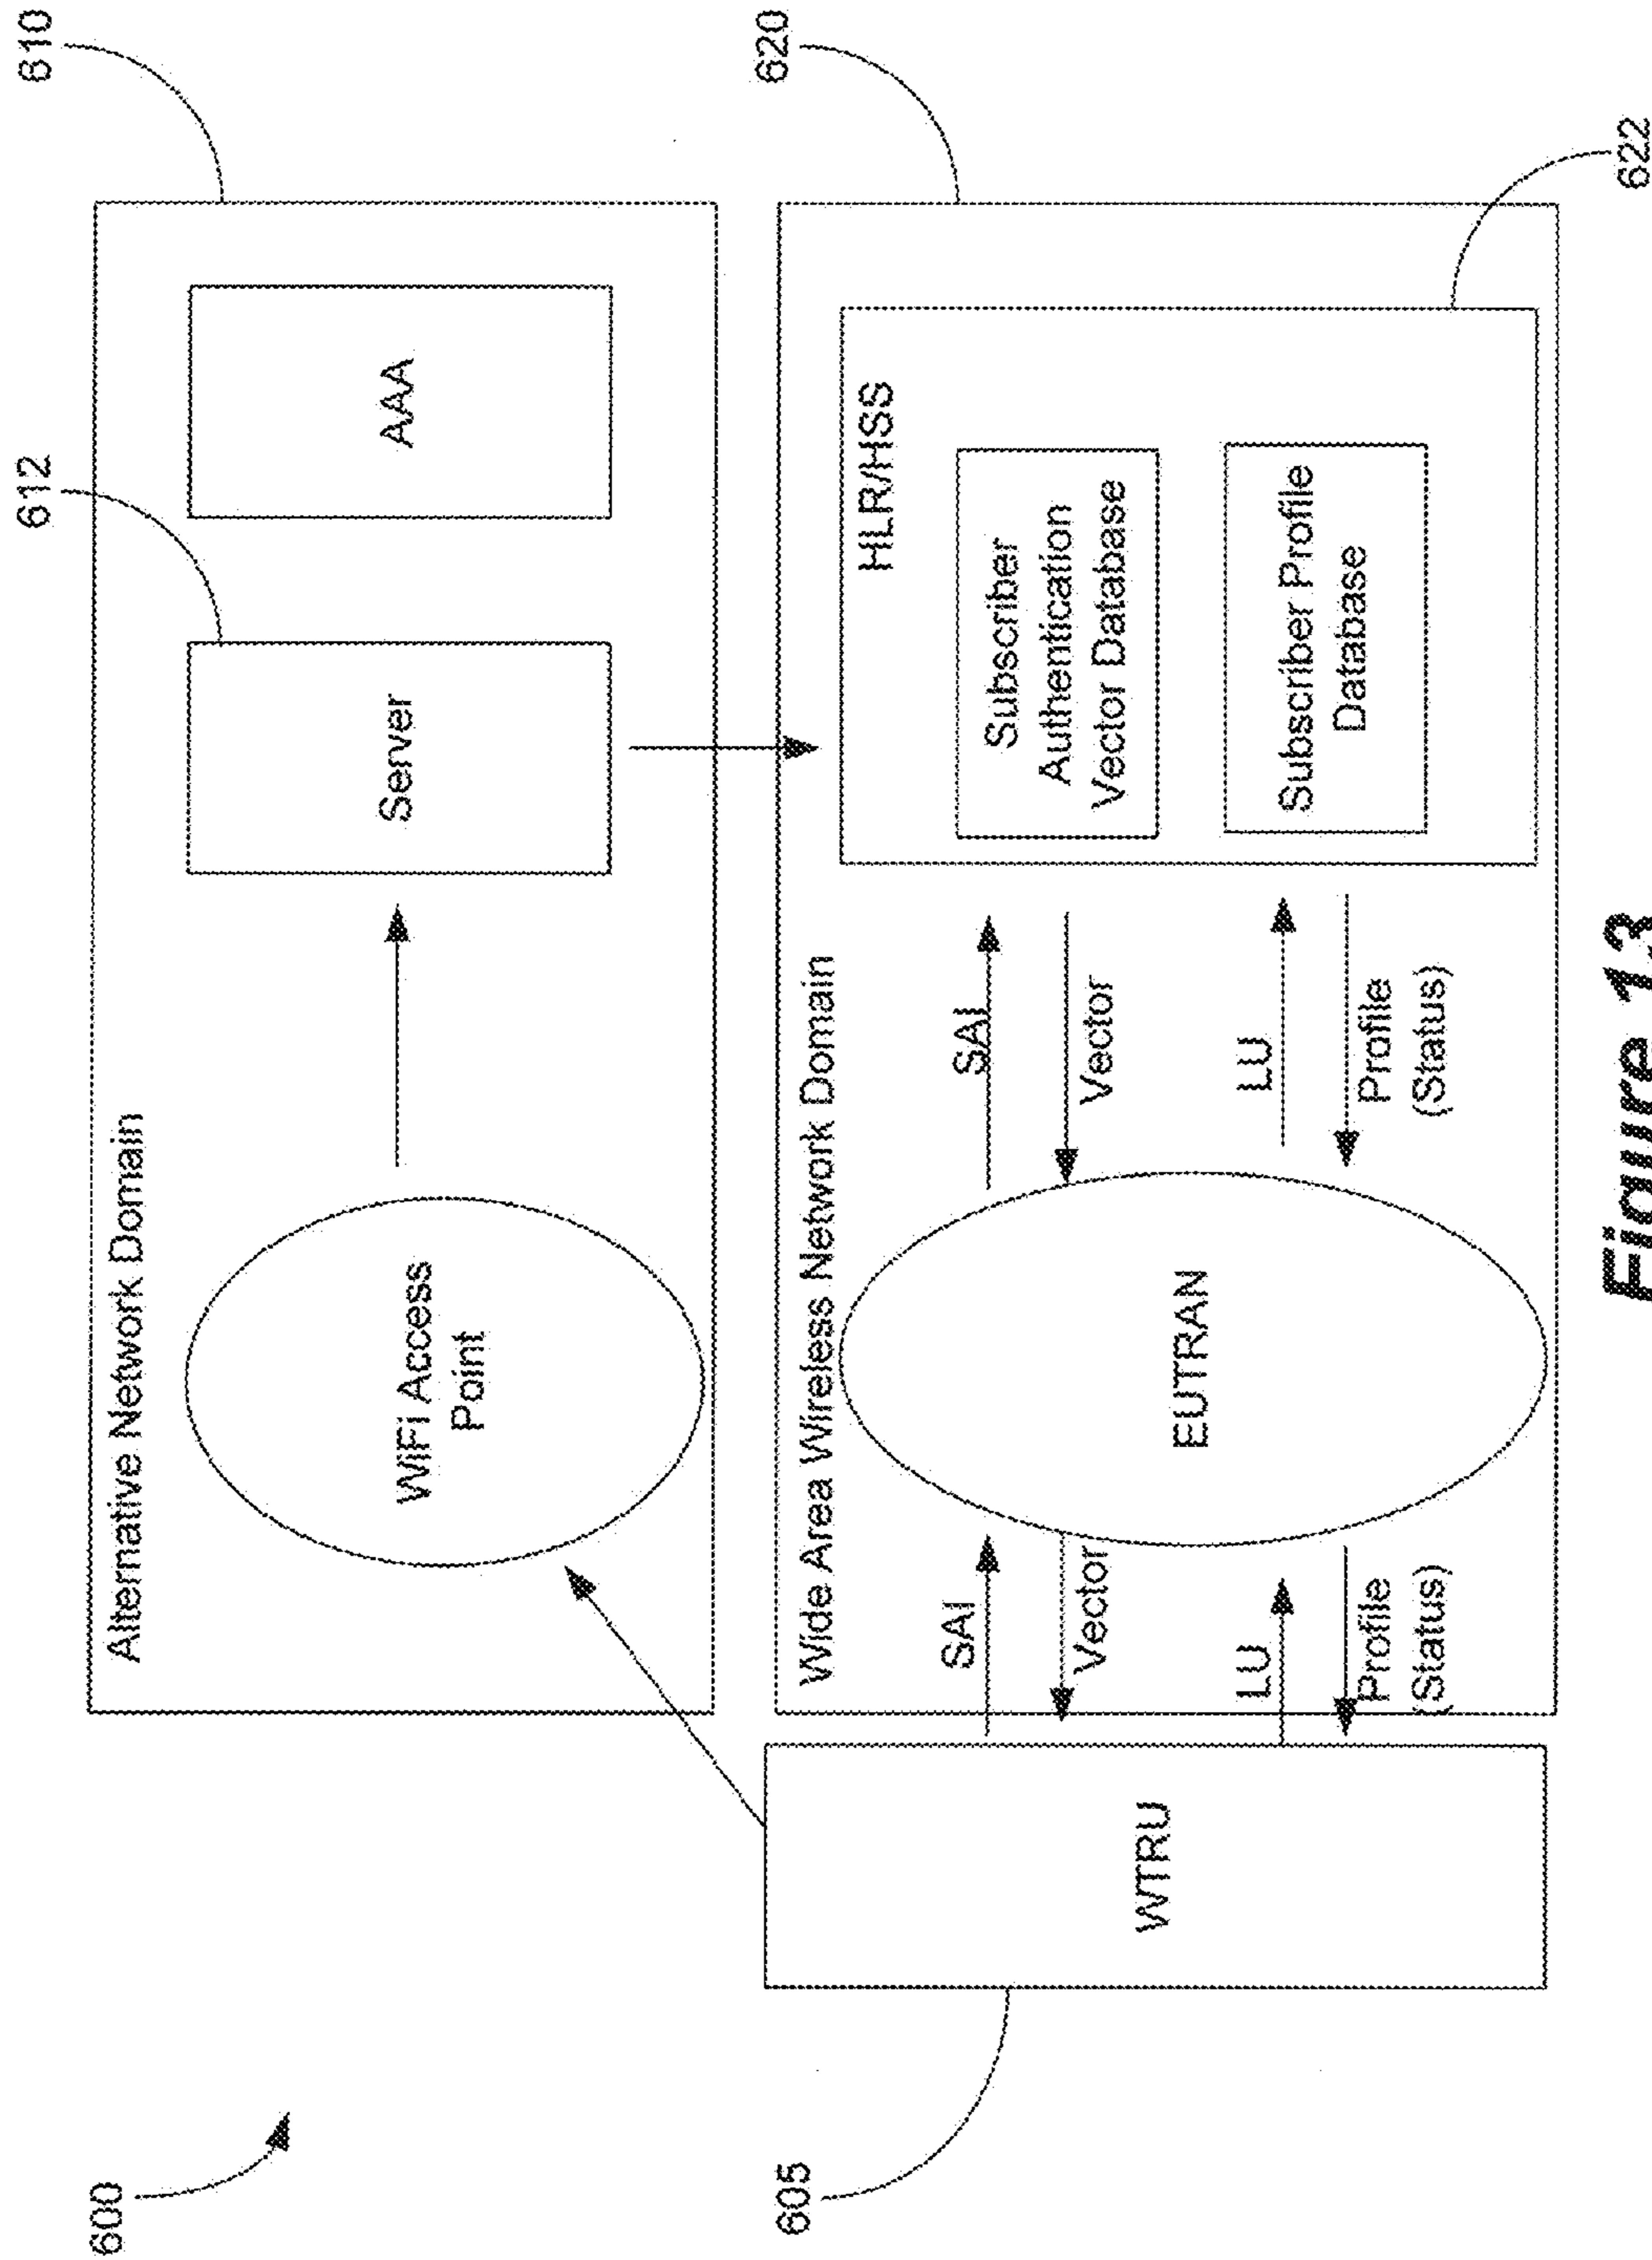 600
610
612
Alternative Network Domain
WiFi Access
Point
Server
AAA
605
620
Wide Area Wireless Network Domain
WTRU
SAI
Vector
LU
Profile
(Status)
EUTRAN
SAI
Vector
LU
Profile
(Status)
HLR/HSS
Subscriber
Authentication
Vector Database
Subscriber Profile
Database
622
Figure 13